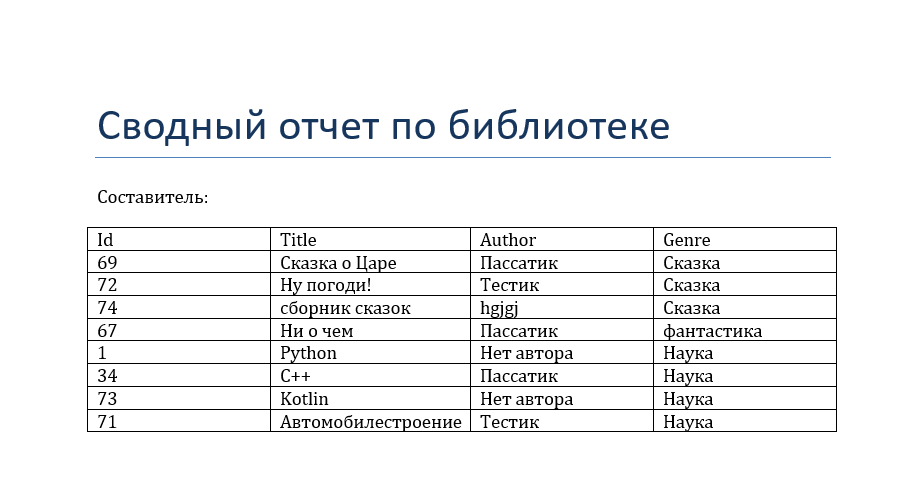 Сводный отчет по библиотеке
Составитель:
Id Title Author Genre
69 Сказка о Царе Пассатик Сказка
72 Ну погоди! Тестик Сказка
74 сборник сказок hgjgj Сказка
67 Ни о чем Пассатик фантастика
1 Python Нет автора Наука
34 C++ Пассатик Наука
73 Kotlin Нет автора Наука
71 Автомобилестроение Тестик Наука